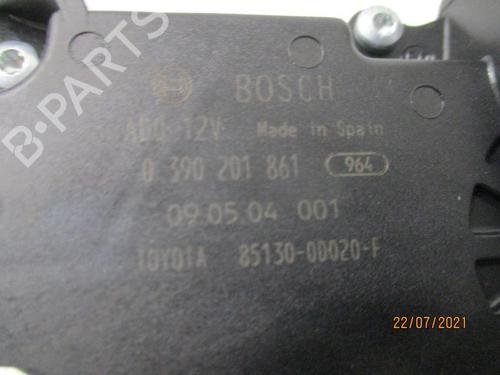 BOSCH
12V Made in Spain
0 390 201 861 964
09.05.04 001
TOYOTA 85130-0D020-F
22/07/2021
B-PARTS